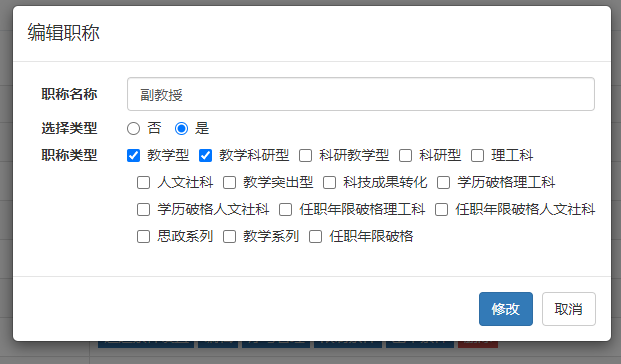 编辑职称
职称名称 副教授
选择类型 否 是
职称类型 教学型 教学科研型 科研教学型 科研型 理工科
人文社科 教学突出型 科技成果转化 学历破格理工科
学历破格人文社科 任职年限破格理工科 任职年限破格人文社科
思政系列 教学系列 任职年限破格
修改 取消